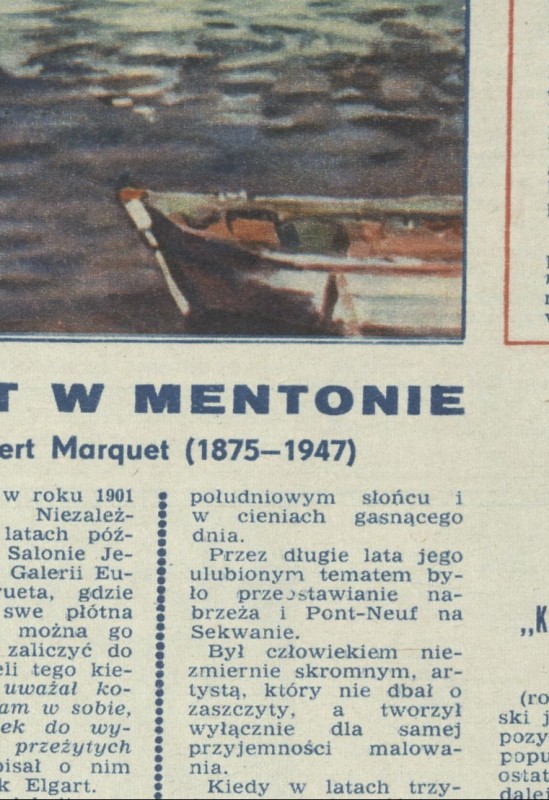 T W MENTONIE
ert Marquet (1875—1947)
w roku 1901
Niezależ-
latach póź-
Salonie Je-
Galerii Eu-
rueta, gdzie
swe płótna
można go
zaliczyć do
eli tego kie-
uważał ko-
am w sobie,
ek do wy-
przeżytych
pisał o nim
k Elgart.
południowym słońcu i
w cieniach gasnącego
dnia.
Przez długie lata jego
ulubionym tematem by-
ło przedstawianie na-
brzeża i Pont-Neuf na
Sekwanie.
Był człowiekiem nie-
zmiernie skromnym, ar-
tystą, który nie dbał o
zaszczyty, a tworzył
wyłącznie dla samej
przyjemności malowa-
nia.
Kiedy w latach trzy-
„K
(ro
ski j
pozy
popu
ostat
dalej